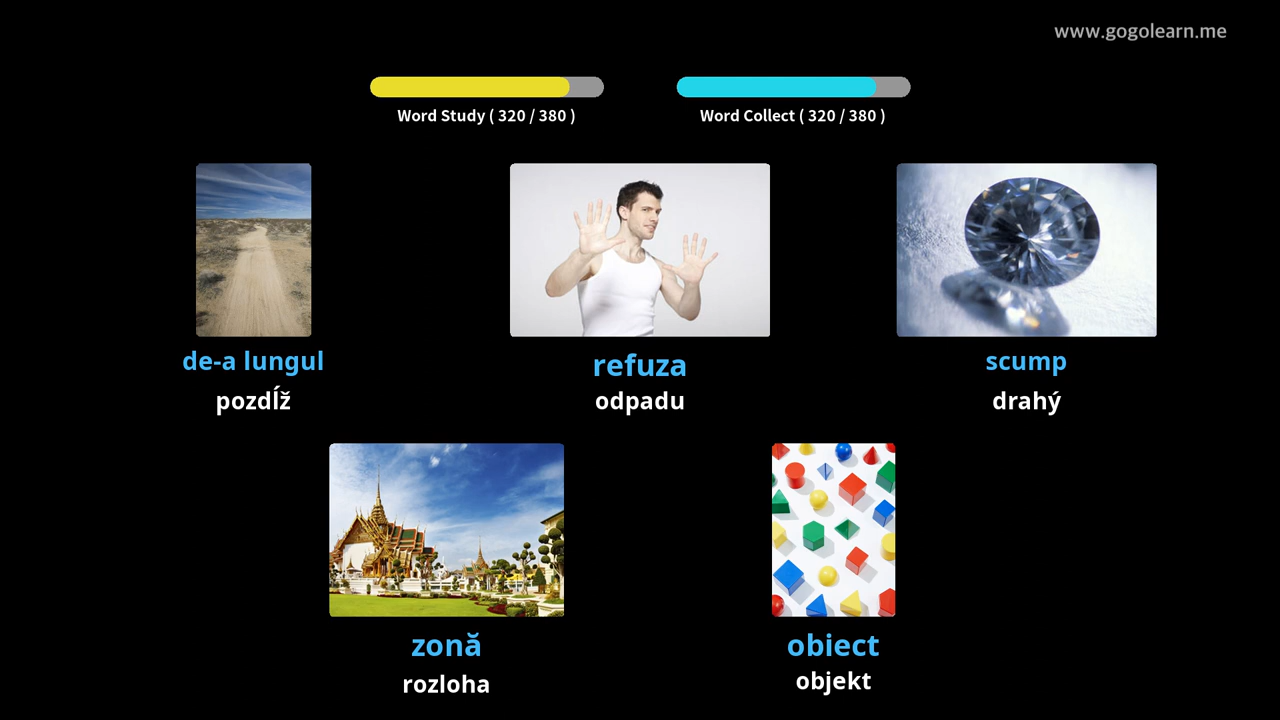 www.gogolearn.me
Word Study ( 320 / 380 )
Word Collect ( 320 / 380 )
de-a lungul
pozdĺž
refuza
odpadu
scump
drahý
zonă
rozloha
obiect
objekt